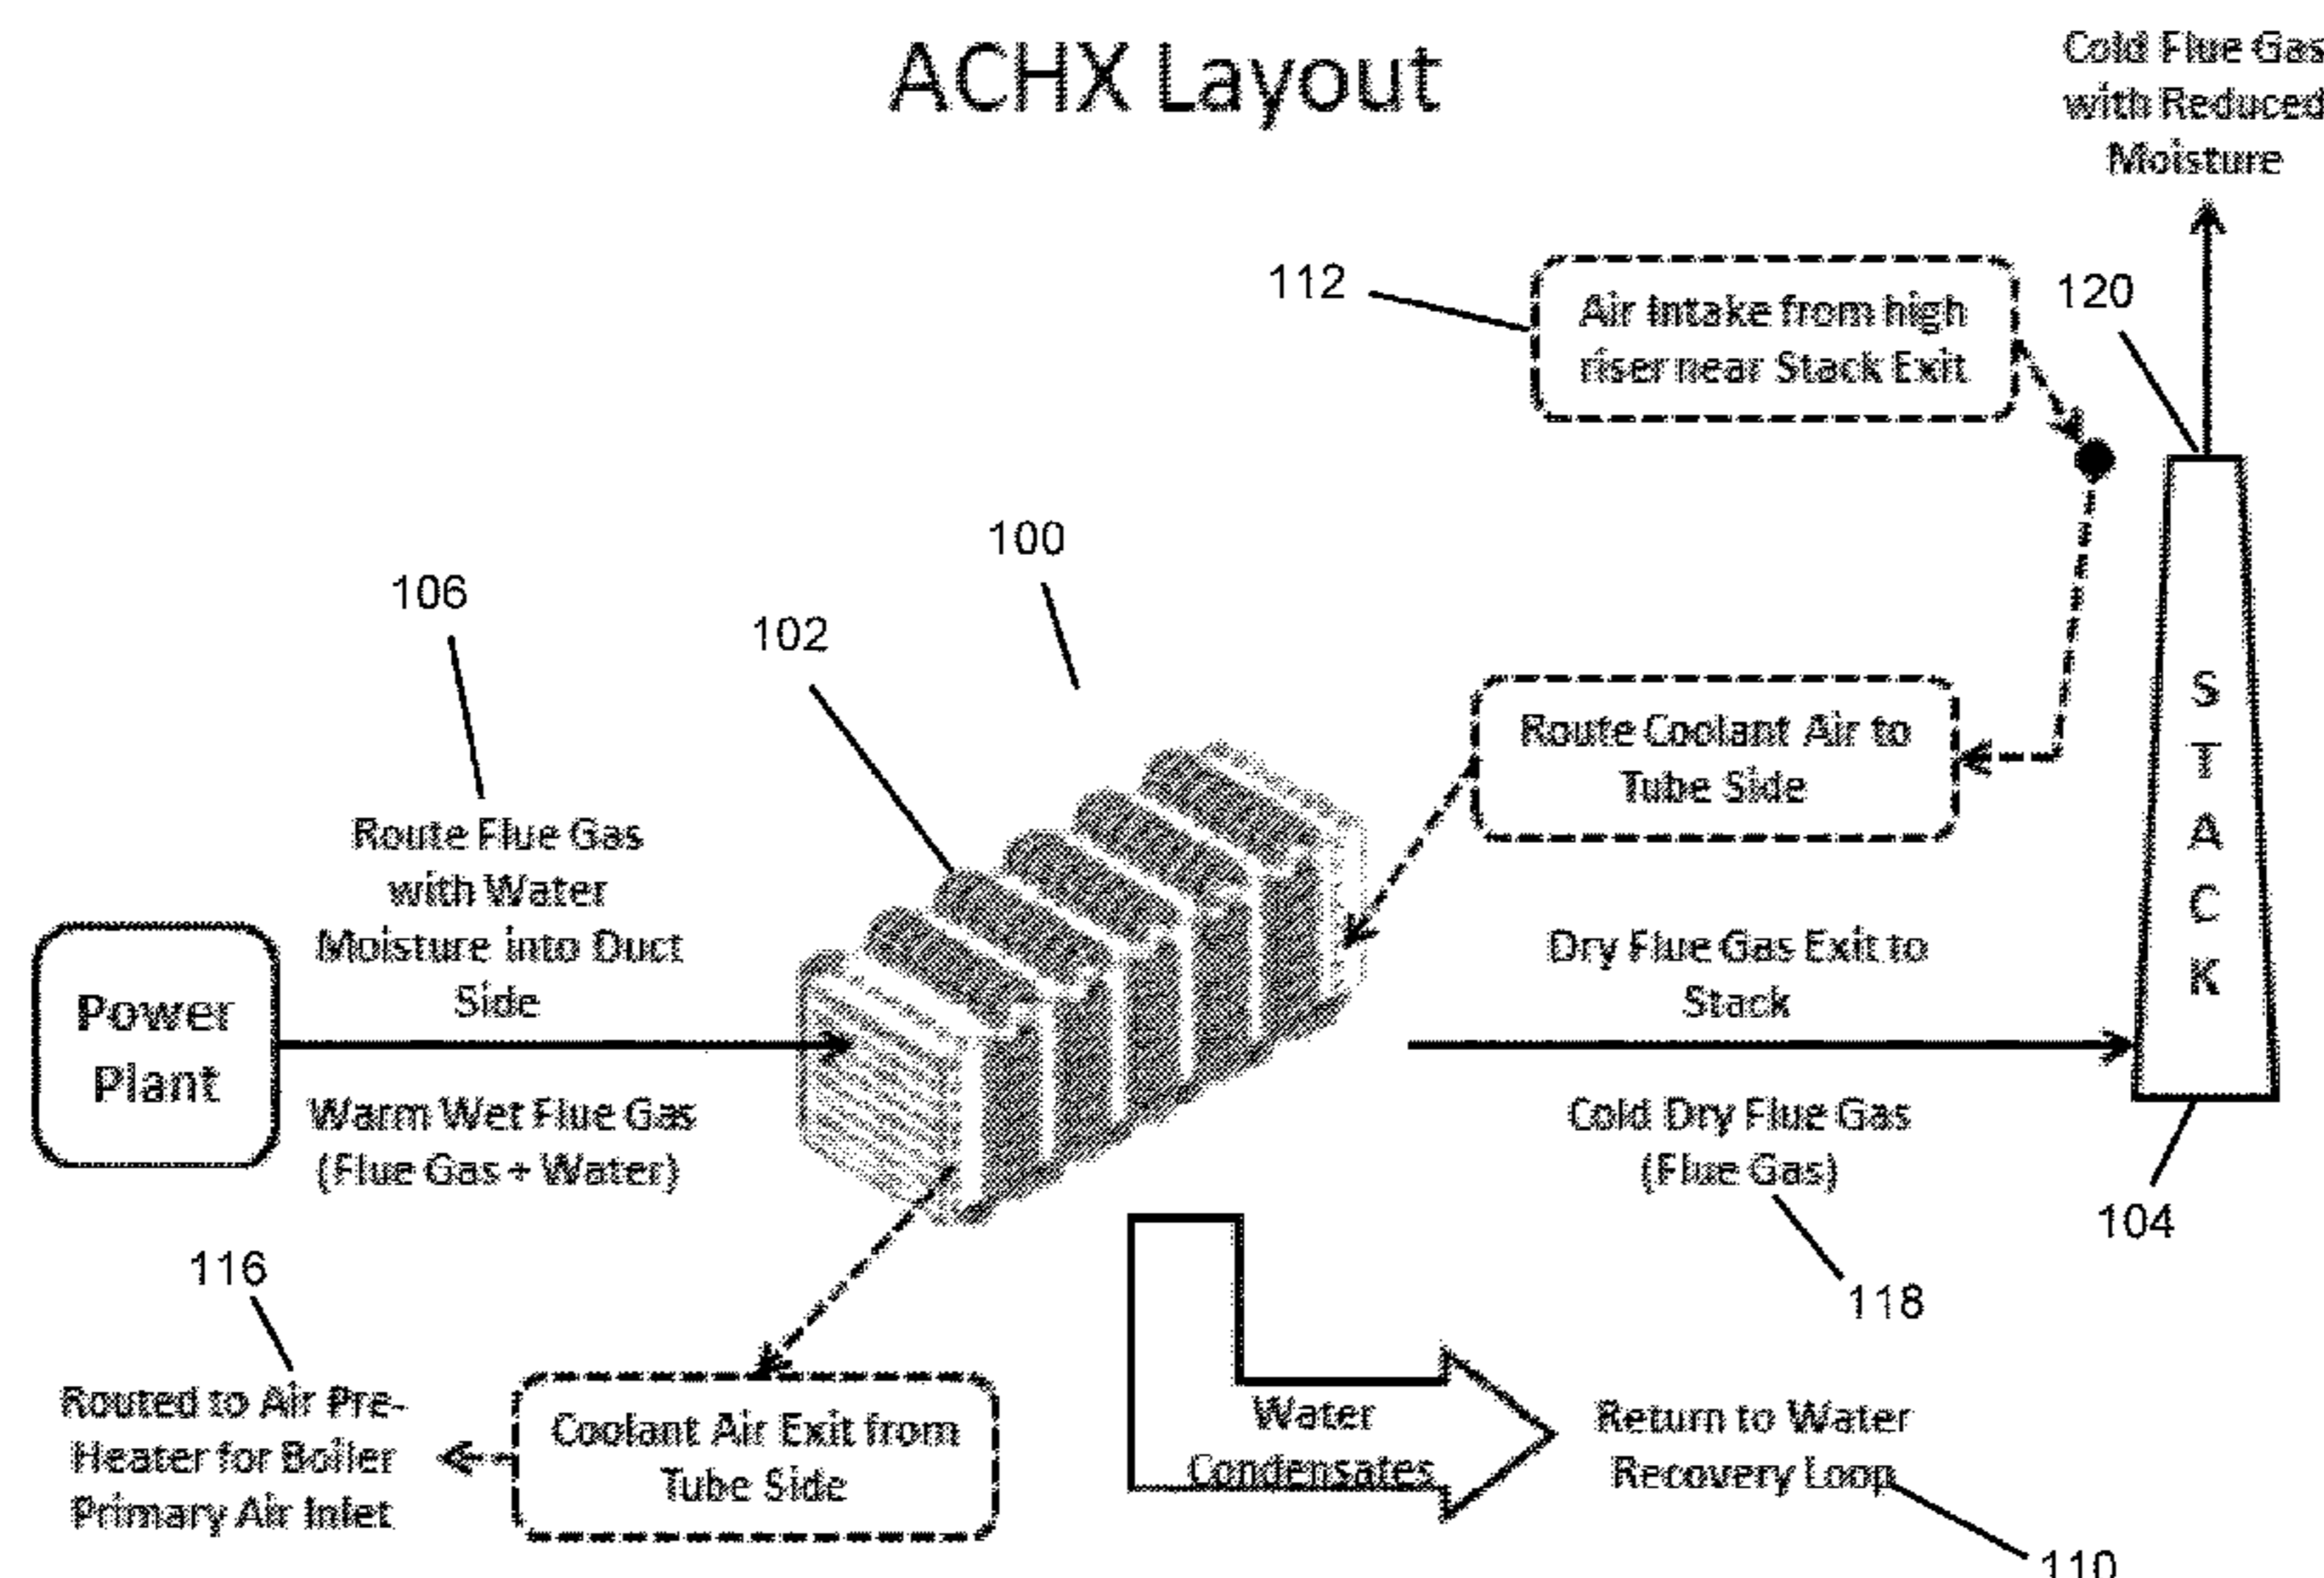 ACHX Layout
Cold Flue Gas
with Reduced
Moisture
112
Air Intake from high
riser near Stack Exit
120
100
106
102
Route Flue Gas
with Water
Moisture into Duct
Side
Route Coolant Air to
Tube Side
S
T
A
C
K
Power
Plant
Dry Flue Gas Exit to
Stack
Warm Wet Flue Gas
(Flue Gas + Water)
Cold Dry Flue Gas
(Flue Gas)
104
116
118
Routed to Air Pre-
Heater for Boiler
Primary Air Inlet
Coolant Air Exit from
Tube Side
Water
Condensates
Return to Water
Recovery Loop
110